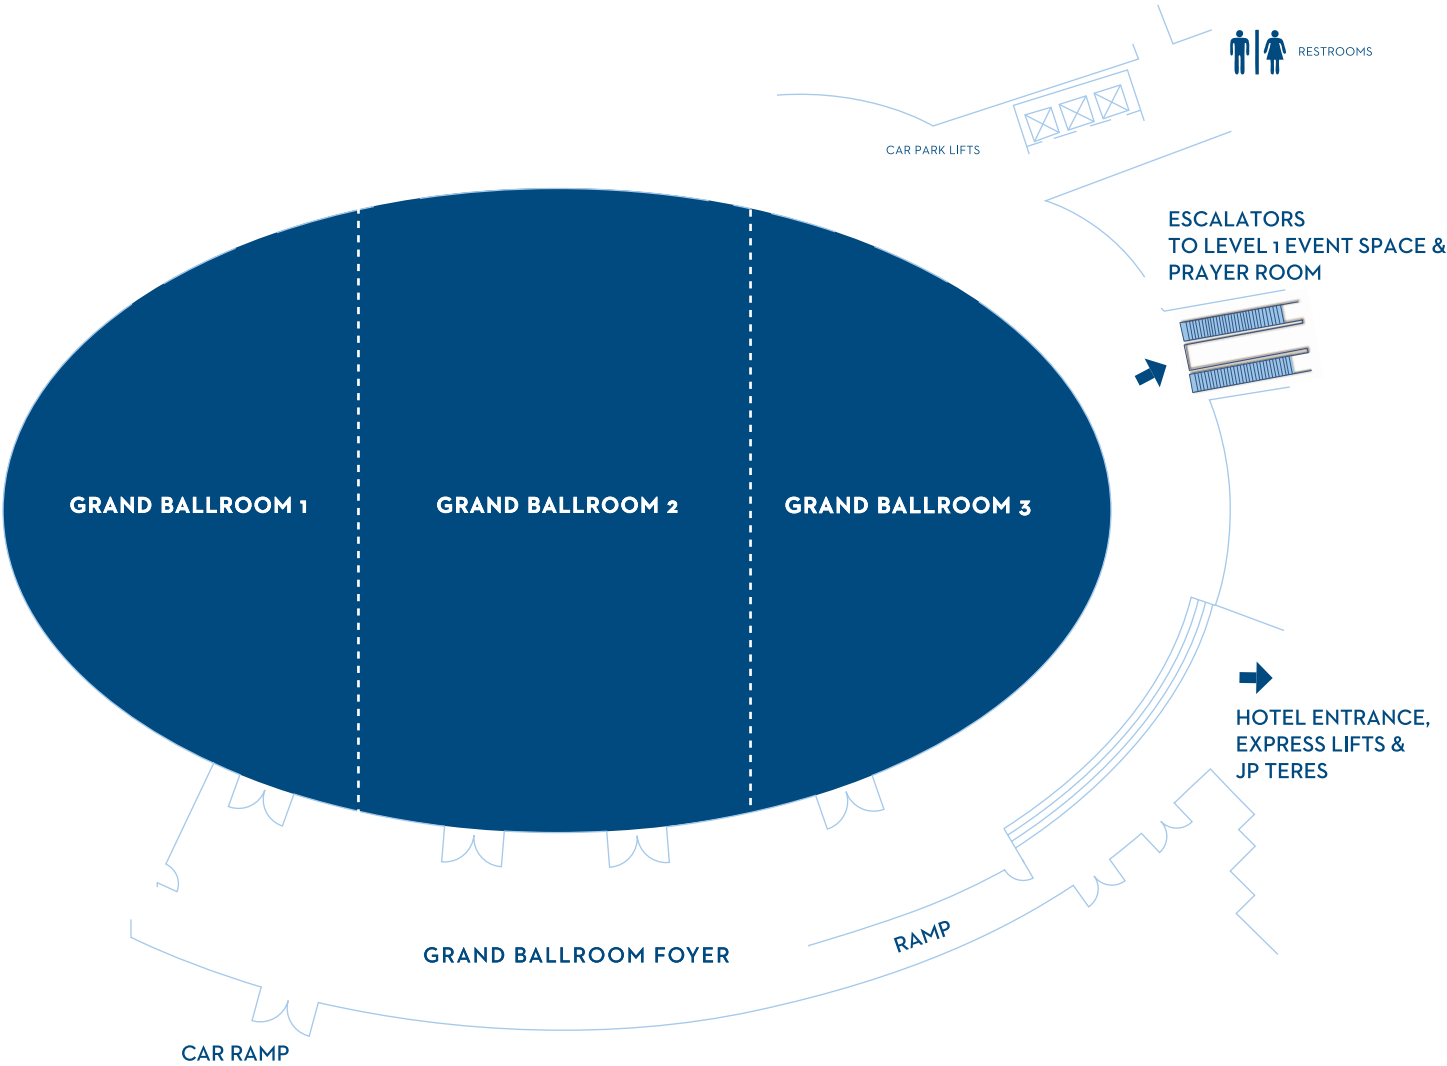 RESTROOMS
CAR PARK LIFTS
ESCALATORS
TO LEVEL 1 EVENT SPACE &
PRAYER ROOM
GRAND BALLROOM 1
GRAND BALLROOM 2
GRAND BALLROOM 3
HOTEL ENTRANCE,
EXPRESS LIFTS &
JP TERES
RAMP
GRAND BALLROOM FOYER
CAR RAMP